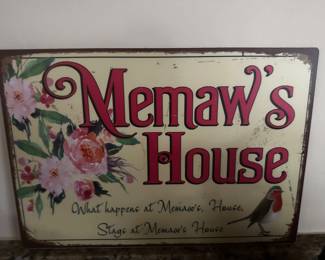 Memaw's
House
What happens at Memaw's, House,
Stays at Memaw's House